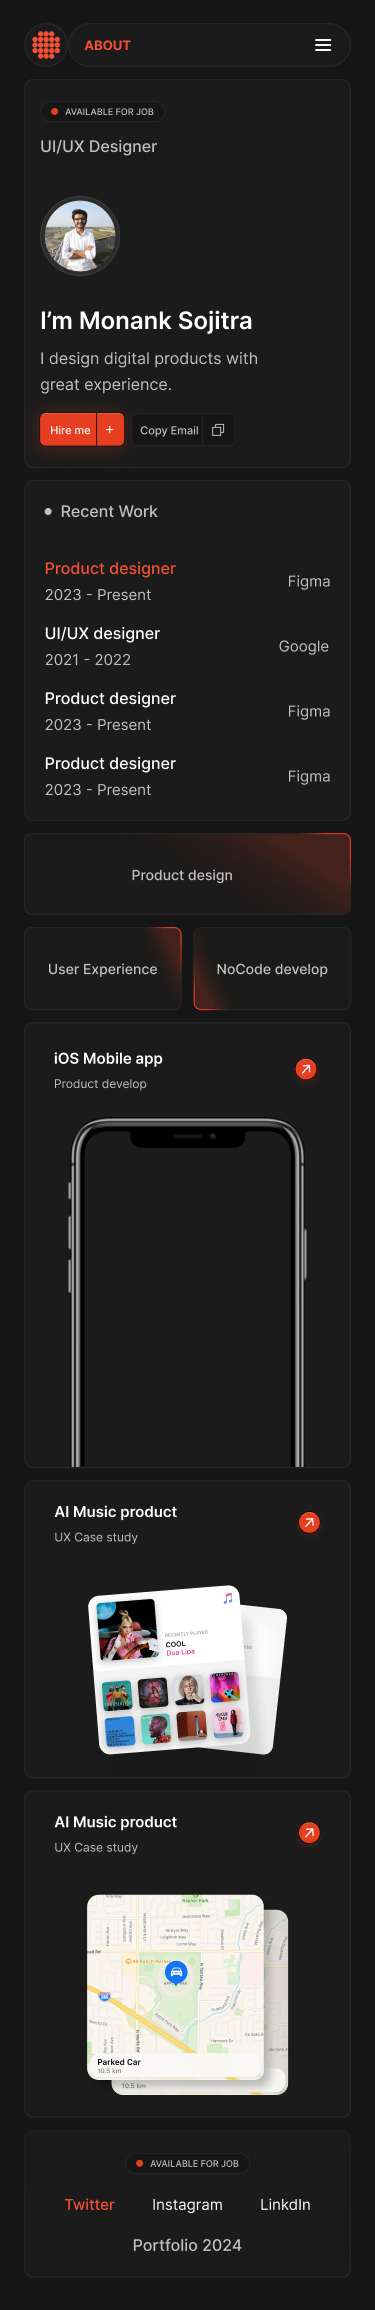 ABOUT
AVAILABLE FOR JOB
UI/UX Designer
I’m Monank Sojitra
I design digital products with
great experience.
Hire me +
Copy Email
Recent Work
Product designer
2023 - Present
Figma
UI/UX designer
2021 - 2022
Google
Product designer
2023 - Present
Figma
Product designer
2023 - Present
Figma
Product design
User Experience
NoCode develop
iOS Mobile app
Product develop
AI Music product
UX Case study
RECENTLY PLAYED
COOL
Dua Lipa
AI Music product
UX Case study
Raynor Park
Parked Car
10.5 km
10.5 km
AVAILABLE FOR JOB
Twitter
Instagram
LinkdIn
Portfolio 2024